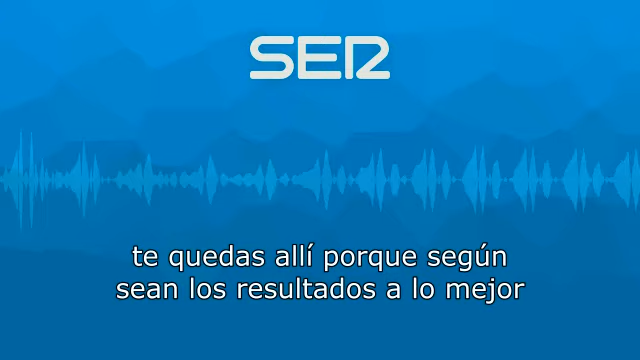 SER
te quedas allí porque según
sean los resultados a lo mejor